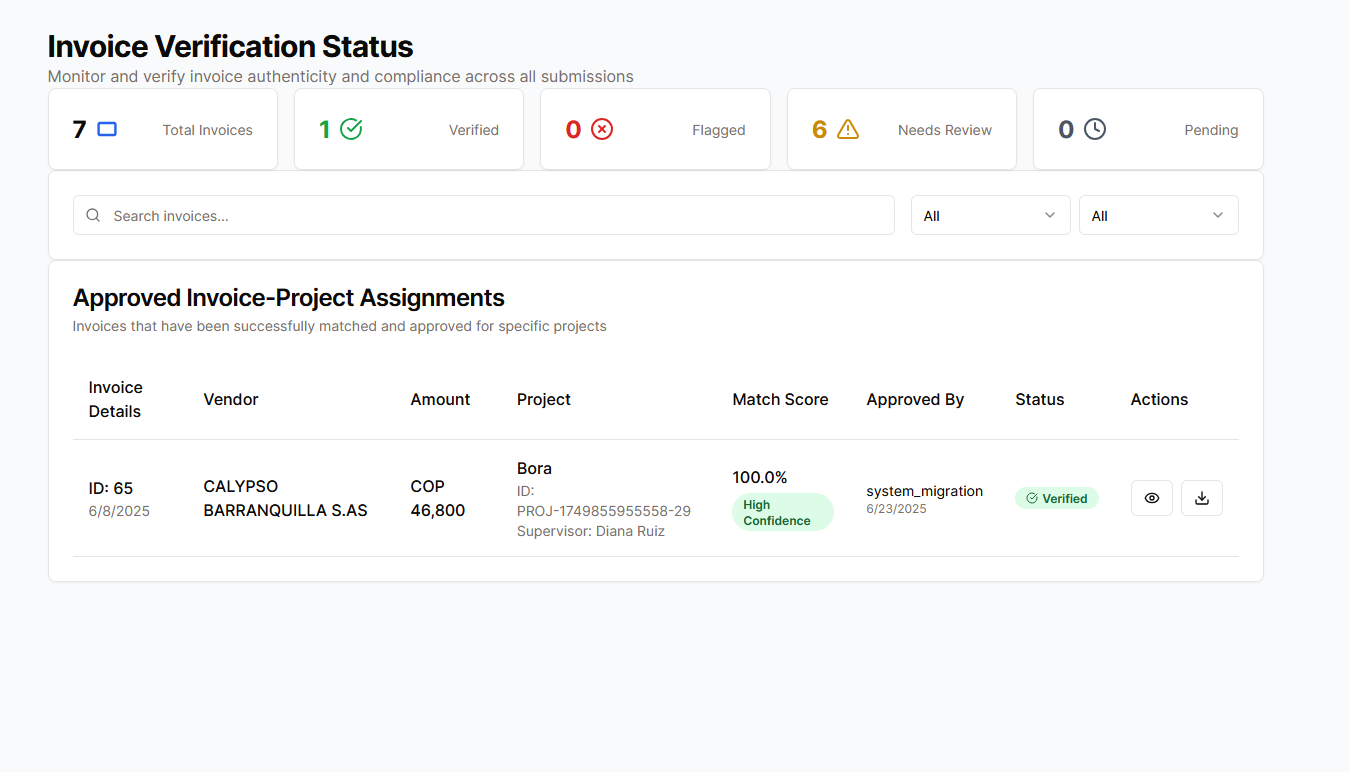 Invoice Verification Status
Monitor and verify invoice authenticity and compliance across all submissions
7 Total Invoices
1 Verified
0 Flagged
6 Needs Review
0 Pending
Search invoices...
All
All
Approved Invoice-Project Assignments
Invoices that have been successfully matched and approved for specific projects
Invoice
Details
Vendor
Amount
Project
Match Score
Approved By
Status
Actions
ID: 65
6/8/2025
CALYPSO
BARRANQUILLA S.AS
COP
46,800
Bora
ID:
PROJ-1749855955558-29
Supervisor: Diana Ruiz
100.0%
High
Confidence
system_migration
6/23/2025
Verified